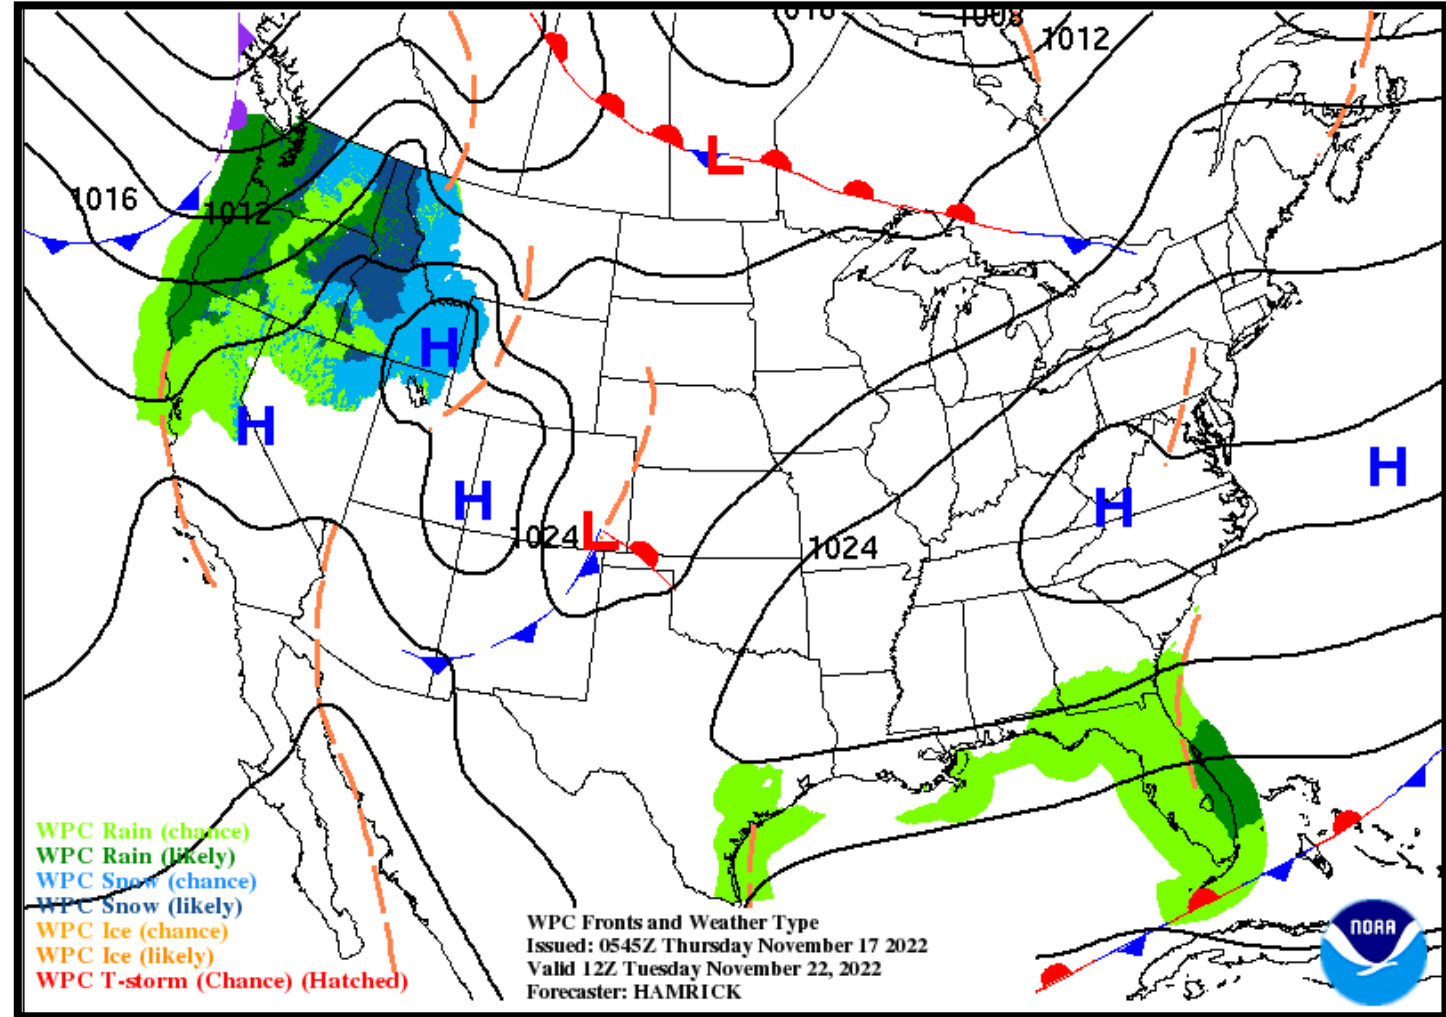 1008
1012
1016
1012
H
L
H
H
H
H
1024
L
1024
WPC Rain (chance)
WPC Rain (likely)
WPC Snow (chance)
WPC Snow (likely)
WPC Ice (chance)
WPC Ice (likely)
WPC T-storm (Chance) (Hatched)
WPC Fronts and Weather Type
Issued: 0545Z Thursday November 17 2022
Valid 12Z Tuesday November 22, 2022
Forecaster: HAMRICK
NOAA